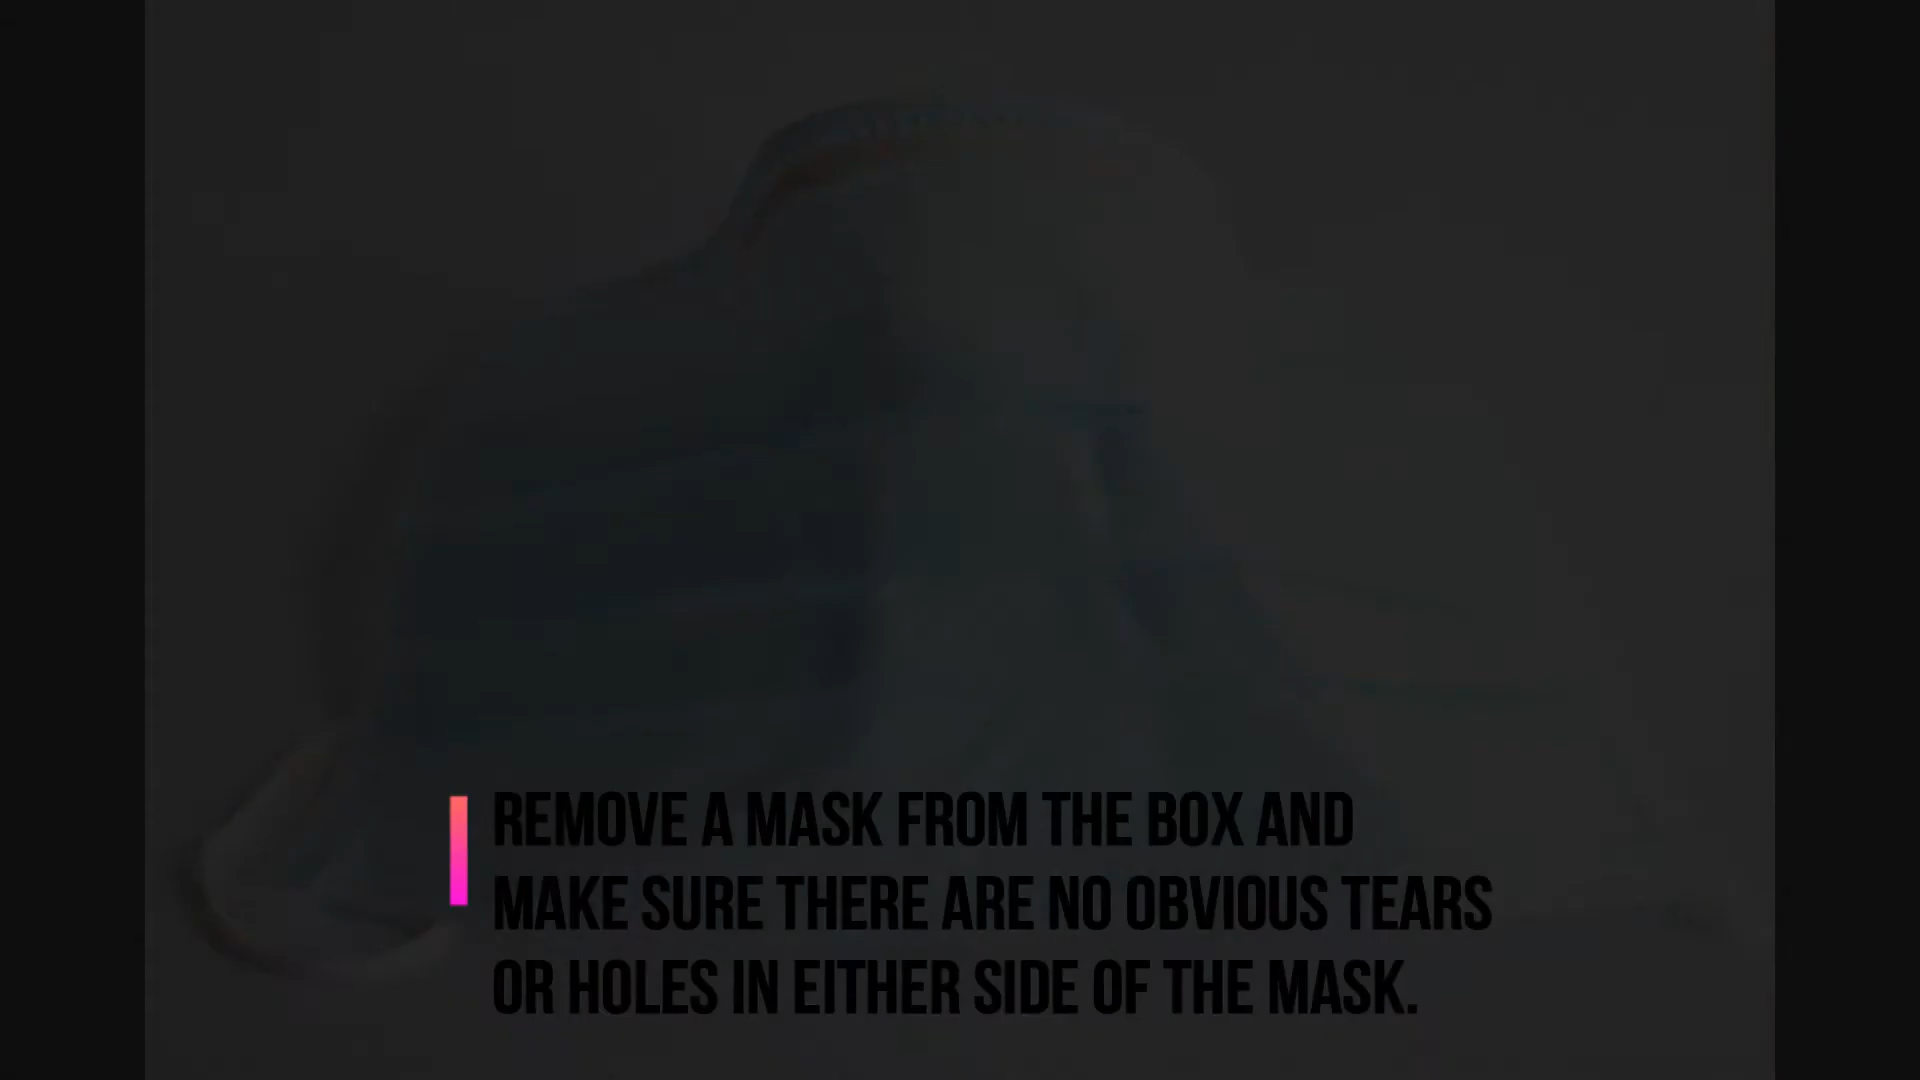 REMOVE A MASK FROM THE BOX AND
MAKE SURE THERE ARE NO OBVIOUS TEARS
OR HOLES IN EITHER SIDE OF THE MASK.